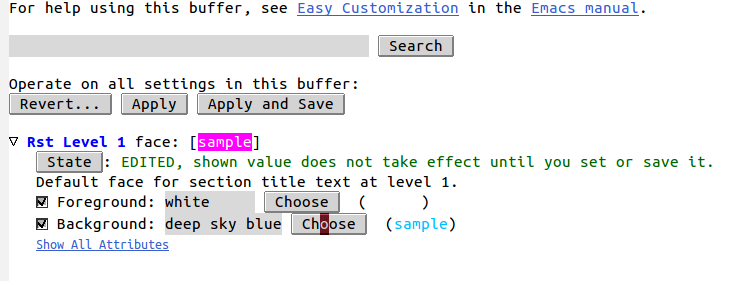 For help using this buffer, see Easy Customization in the Emacs manual.
Search
Operate on all settings in this buffer:
Revert... Apply Apply and Save
▽ Rst Level 1 face: [sample]
State: EDITED, shown value does not take effect until you set or save it.
Default face for section title text at level 1.
Foreground: white Choose ( )
Background: deep sky blue Choose (sample)
Show All Attributes